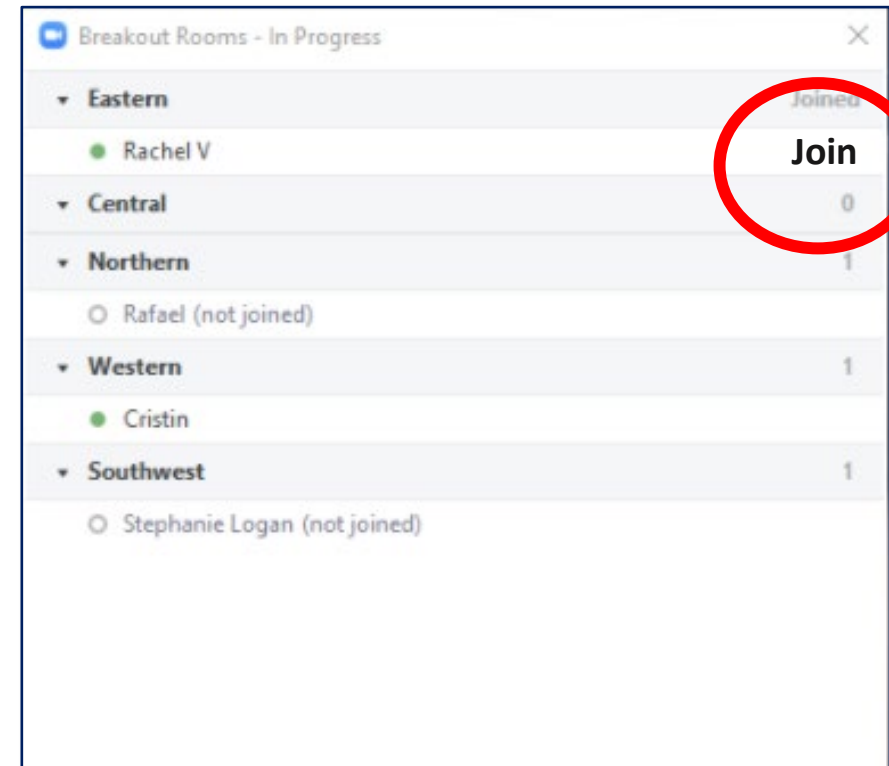 Breakout Rooms - In Progress
Eastern Joined
Rachel V Join
Central 0
Northern 1
Rafael (not joined)
Western 1
Cristin
Southwest 1
Stephanie Logan (not joined)